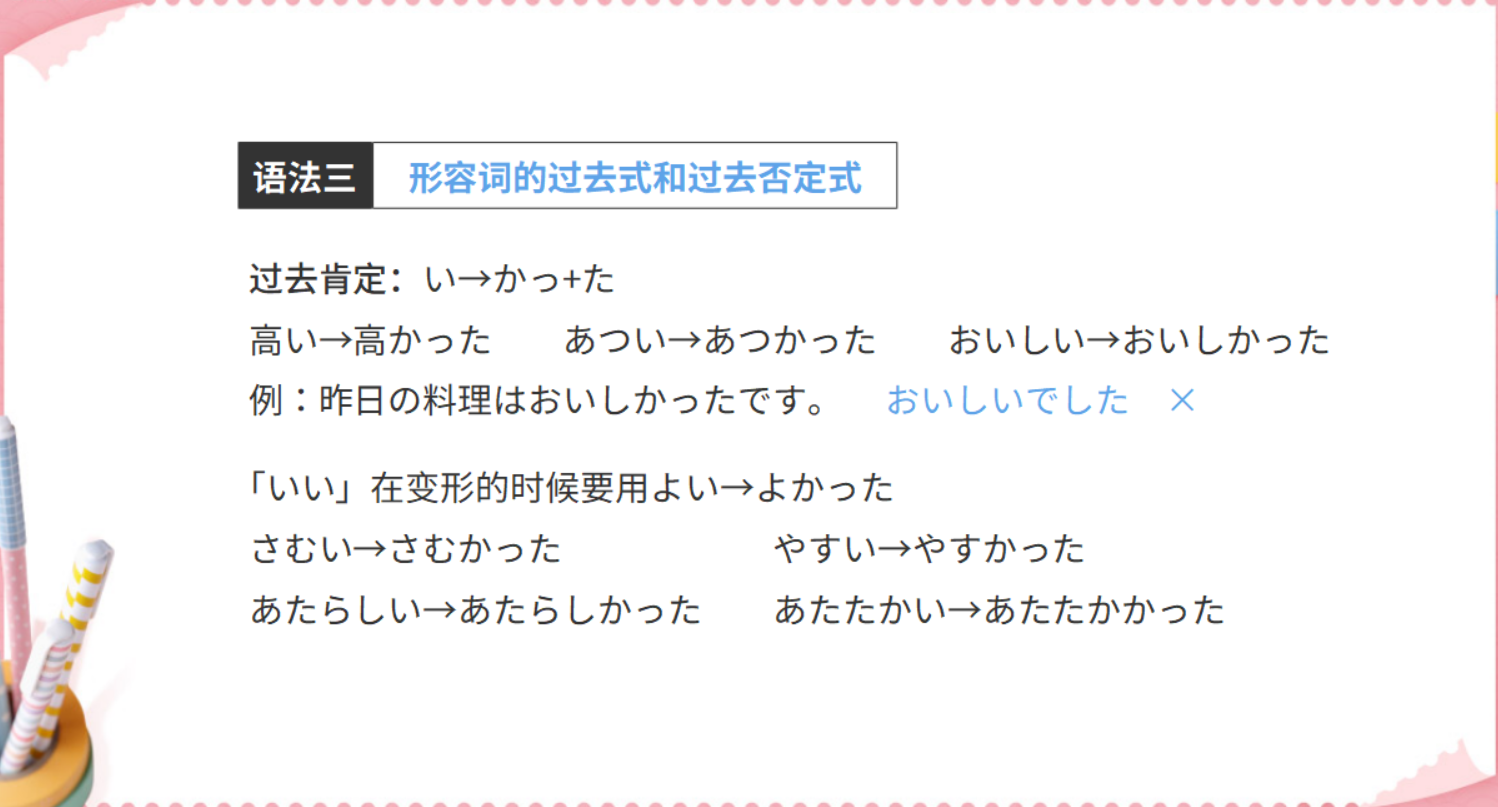 语法三 形容词的过去式和过去否定式
过去肯定：い→かっ+た
高い→高かった あつい→あつかった おいしい→おいしかった
例：昨日の料理はおいしかったです。 おいしいでした ×
「いい」在变形的时候要用よい→よかった
さむい→さむかった やすい→やすかった
あたらしい→あたらしかった あたたかい→あたたかかった